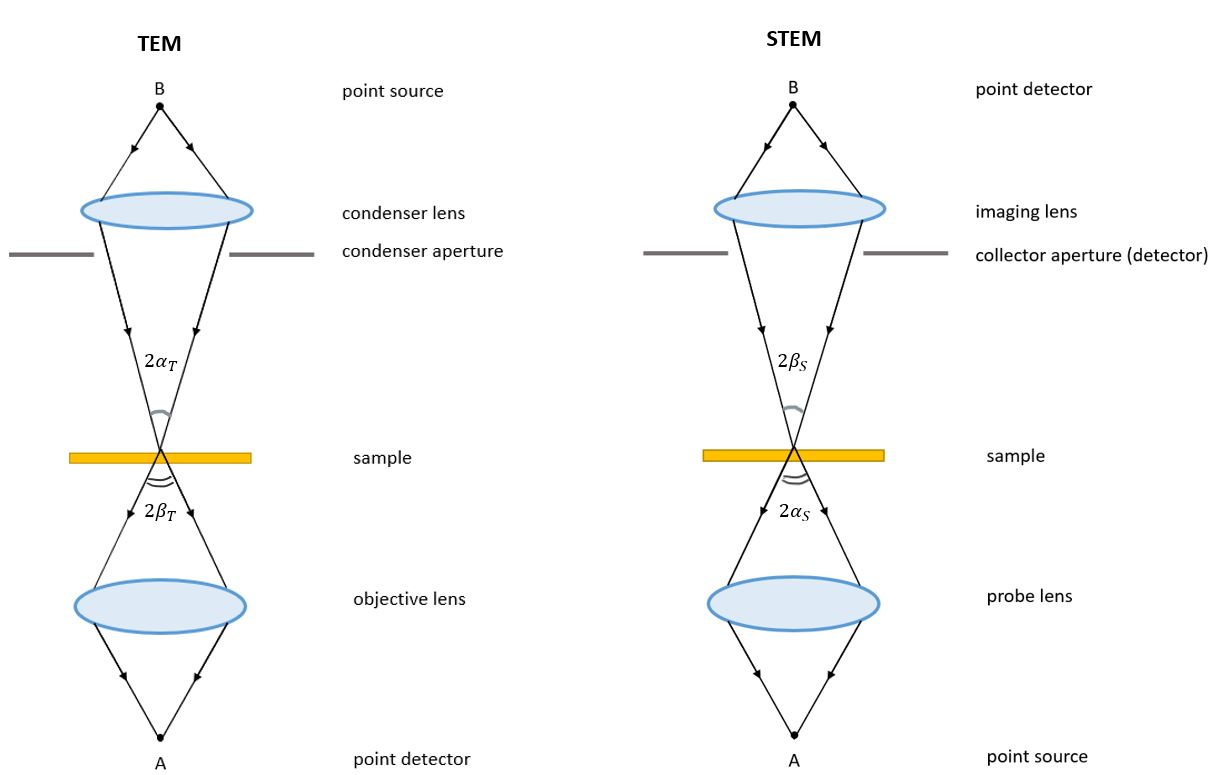 TEM
B
point source
condenser lens
condenser aperture
2α_T
sample
2β_T
objective lens
A
point detector
STEM
B
point detector
imaging lens
collector aperture (detector)
2β_S
sample
2α_S
probe lens
A
point source